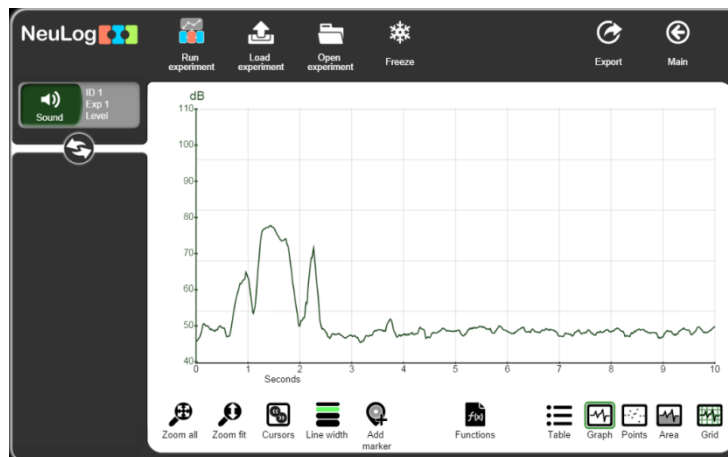 NeuLog
Run
experiment
Load
experiment
Open
experiment
Freeze
Export
Main
Sound
ID 1
Exp 1
Level
dB
110
100
90
80
70
60
50
40
0 1 2 3 4 5 6 7 8 9 10
Seconds
Zoom all
Zoom fit
Cursors
Line width
Add
marker
f(x)
Functions
Table
Graph
Points
Area
Grid